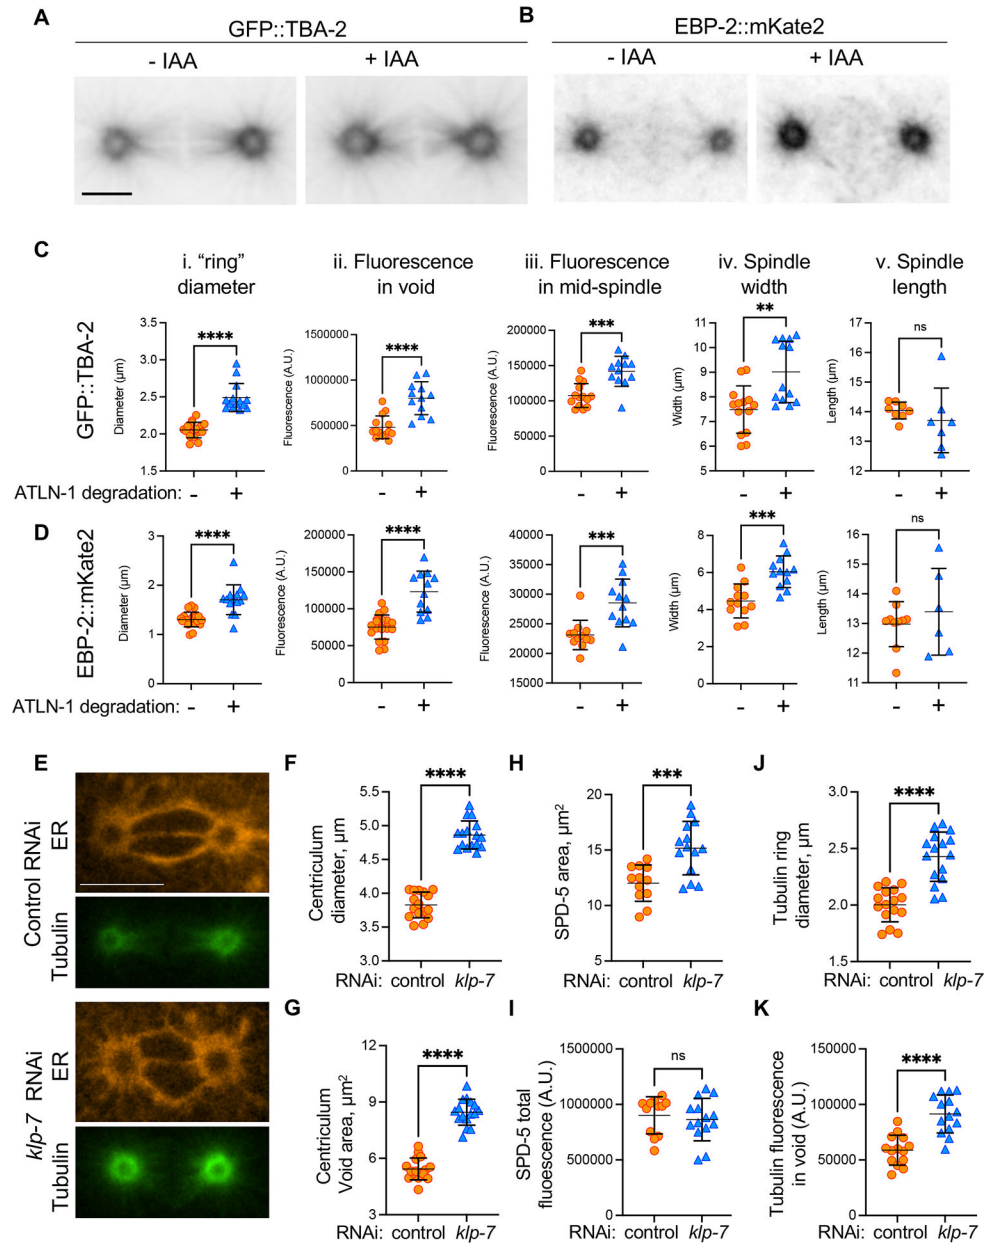 A
GFP::TBA-2
- IAA
+ IAA
B
EBP-2::mKate2
- IAA
+ IAA
C
i. “ring”
diameter
ii. Fluorescence
in void
iii. Fluorescence
in mid-spindle
iv. Spindle
width
v. Spindle
length
GFP::TBA-2
Diameter (µm)
3.5
3.0
2.5
2.0
1.5
****
Fluorescence (A.U.)
1500000
1000000
500000
0
****
Fluorescence (A.U.)
200000
150000
100000
50000
0
***
Width (µm)
11
10
9
8
7
6
5
**
Length (µm)
17
16
15
14
13
12
ns
ATLN-1 degradation: - + - + - + - + - +
D
EBP-2::mKate2
Diameter (µm)
3
2
1
0
****
Fluorescence (A.U.)
200000
150000
100000
50000
0
****
Fluorescence (A.U.)
40000
35000
30000
25000
20000
15000
***
Width (µm)
8
6
4
2
0
***
Length (µm)
16
15
14
13
12
11
ns
ATLN-1 degradation: - + - + - + - + - +
E
Control RNAi
ER
Tubulin
klp-7 RNAi
ER
Tubulin
F
Centriculum
diameter, µm
5.5
5.0
4.5
4.0
3.5
3.0
****
RNAi: control klp-7
H
SPD-5 area, µm2
20
15
10
5
***
RNAi: control klp-7
J
Tubulin ring
diameter, µm
3.0
2.5
2.0
1.5
****
RNAi: control klp-7
G
Centriculum
Void area, µm2
12
9
6
3
****
RNAi: control klp-7
I
SPD-5 total
fluoescence (A.U.)
1500000
1000000
500000
0
ns
RNAi: control klp-7
K
Tubulin fluorescence
in void (A.U.)
150000
100000
50000
0
****
RNAi: control klp-7